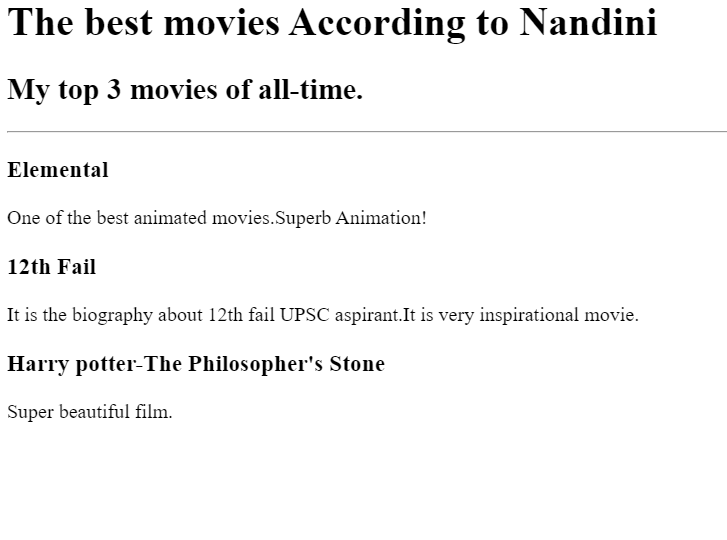 The best movies According to Nandini
My top 3 movies of all-time.
Elemental
One of the best animated movies.Superb Animation!
12th Fail
It is the biography about 12th fail UPSC aspirant.It is very inspirational movie.
Harry potter-The Philosopher's Stone
Super beautiful film.